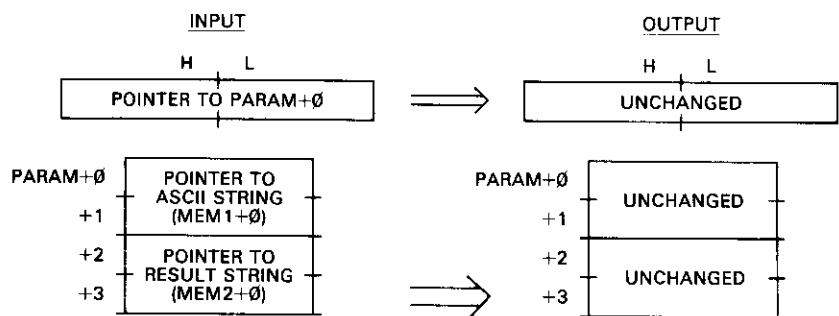 INPUT
OUTPUT
H L
H L
POINTER TO PARAM+Ø
UNCHANGED
PARAM+Ø
+1
+2
+3
POINTER TO
ASCII STRING
(MEM1+Ø)
POINTER TO
RESULT STRING
(MEM2+Ø)
PARAM+Ø
+1
+2
+3
UNCHANGED
UNCHANGED